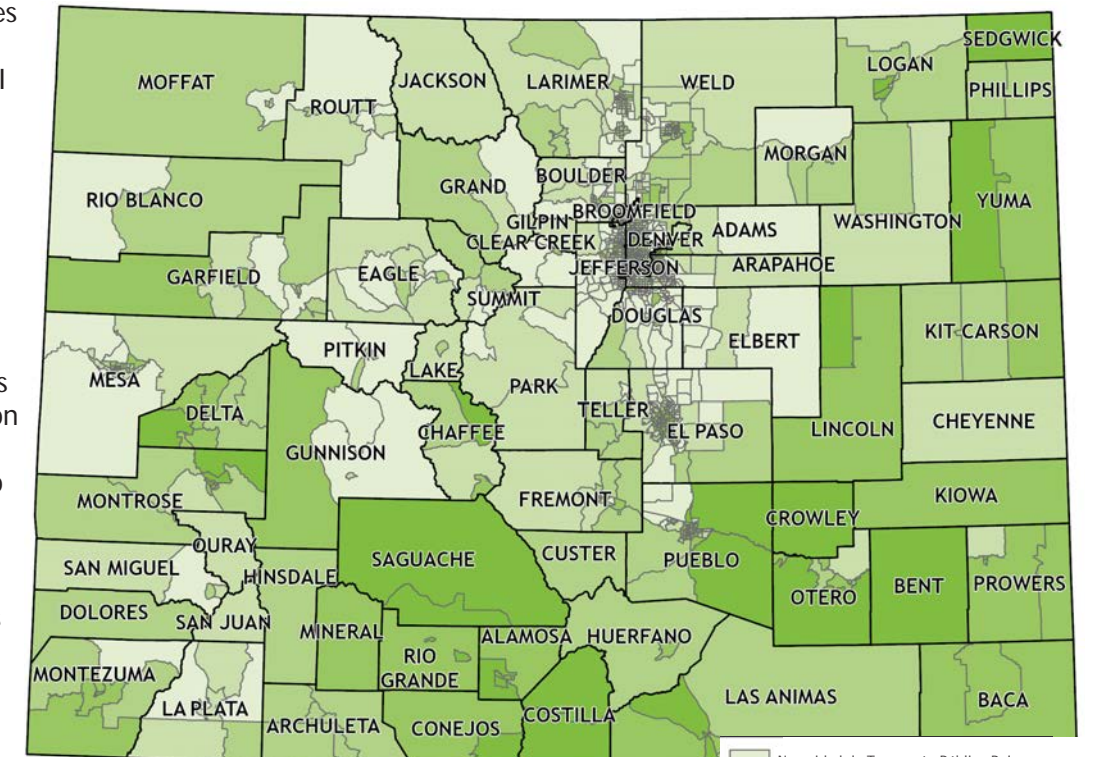 es
l
s
on
SEDGWICK
LOGAN
MOFFAT
JACKSON
LARIMER
WELD
PHILLIPS
ROUTT
MORGAN
BOULDER
GRAND
RIO BLANCO
YUMA
BROOMFIELD
GILPIN
WASHINGTON
ADAMS
CLEAR CREEK
DENVER
ARAPAHOE
JEFFERSON
GARFIELD
EAGLE
SUMMIT
DOUGLAS
KIT CARSON
ELBERT
PITKIN
LAKE
MESA
PARK
DELTA
TELLER
CHEYENNE
CHAFFEE
EL PASO
LINCOLN
GUNNISON
KIOWA
FREMONT
MONTROSE
CROWLEY
OURAY
CUSTER
SAGUACHE
PUEBLO
SAN MIGUEL
HINSDALE
BENT
PROWERS
OTERO
DOLORES
SAN JUAN
MINERAL
ALAMOSA
HUERFANO
RIO
GRANDE
MONTEZUMA
LAS ANIMAS
BACA
LA PLATA
COSTILLA
ARCHULETA
CONEJOS